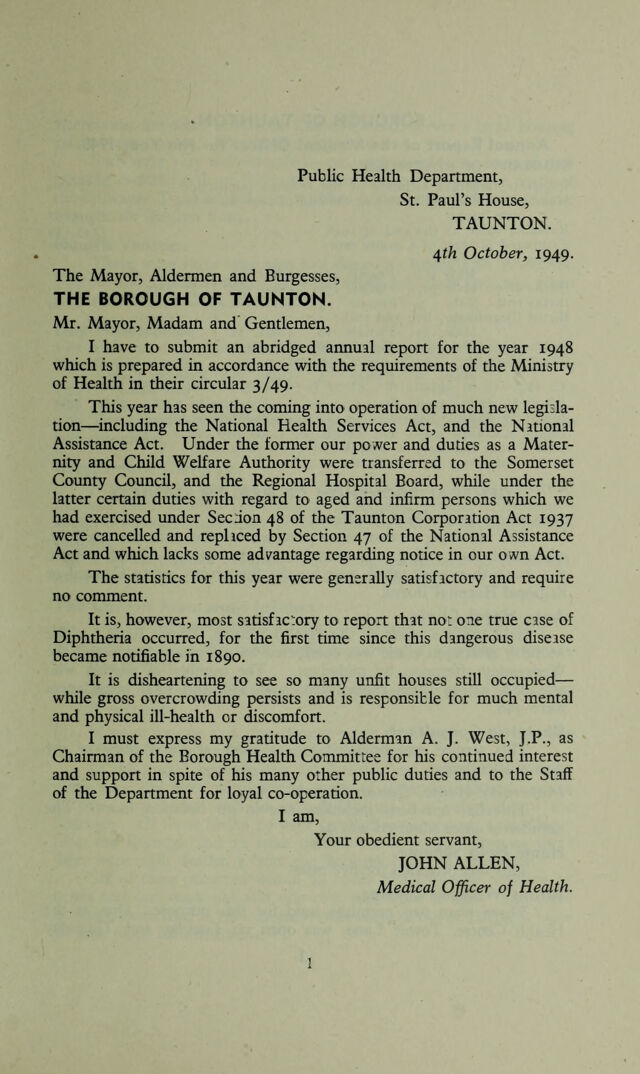 Public Health Department,
St. Paul's House,
TAUNTON.
4th October, 1949.
The Mayor, Aldermen and Burgesses,
THE BOROUGH OF TAUNTON.
Mr. Mayor, Madam and Gentlemen,
I have to submit an abridged annual report for the year 1948
which is prepared in accordance with the requirements of the Ministry
of Health in their circular 3/49.
This year has seen the coming into operation of much new legisla-
tion—including the National Health Services Act, and the National
Assistance Act. Under the former our power and duties as a Mater-
nity and Child Welfare Authority were transferred to the Somerset
County Council, and the Regional Hospital Board, while under the
latter certain duties with regard to aged and infirm persons which we
had exercised under Section 48 of the Taunton Corporation Act 1937
were cancelled and replaced by Section 47 of the National Assistance
Act and which lacks some advantage regarding notice in our own Act.
The statistics for this year were generally satisfactory and require
no comment.
It is, however, most satisfactory to report that not one true case of
Diphtheria occurred, for the first time since this dangerous disease
became notifiable in 1890.
It is disheartening to see so many unfit houses still occupied—
while gross overcrowding persists and is responsible for much mental
and physical ill-health or discomfort.
I must express my gratitude to Alderman A. J. West, J.P., as
Chairman of the Borough Health Committee for his continued interest
and support in spite of his many other public duties and to the Staff
of the Department for loyal co-operation.
I am,
Your obedient servant,
JOHN ALLEN,
Medical Officer of Health.
1